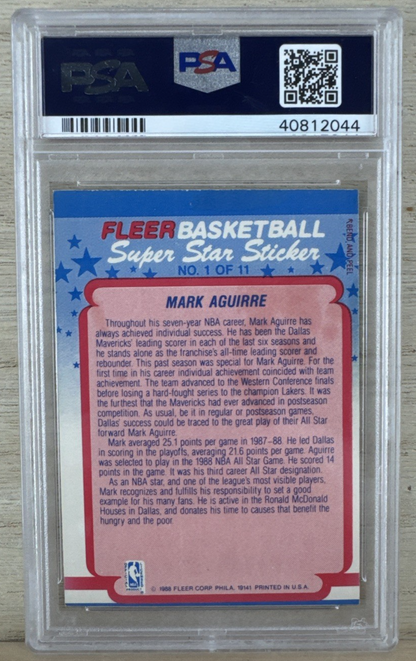 PSA
PSA
40812044
FLEER BASKETBALL
Super Star Sticker
NO. 1 OF 11
MARK AGUIRRE
Throughout his seven-year NBA career, Mark Aguirre has
always achieved individual success. He has been the Dallas
Mavericks' leading scorer in each of the last six seasons and
he stands alone as the franchise's all-time leading scorer and
rebounder. This past season was special for Mark Aguirre. For the
first time in his career individual achievement coincided with team
achievement. The team advanced to the Western Conference finals
before losing a hard-fought series to the champion Lakers. It was
the furthest that the Mavericks had ever advanced in postseason
competition. As usual, be it in regular or postseason games,
Dallas' success could be traced to the great play of their All Star
forward Mark Aguirre.
Mark averaged 25.1 points per game in 1987-88. He led Dallas
in scoring in the playoffs, averaging 21.6 points per game. Aguirre
was selected to play in the 1988 NBA All Star Game. He scored 14
points in the game. It was his third career All Star designation.
As an NBA star, and one of the league's most visible players,
Mark recognizes and fulfills his responsibility to set a good
example for his many fans. He is active in the Ronald McDonald
Houses in Dallas, and donates his time to causes that benefit the
hungry and the poor
© 1988 FLEER CORP. PHILA. 19141 PRINTED IN U.S.A.
AND PEEL